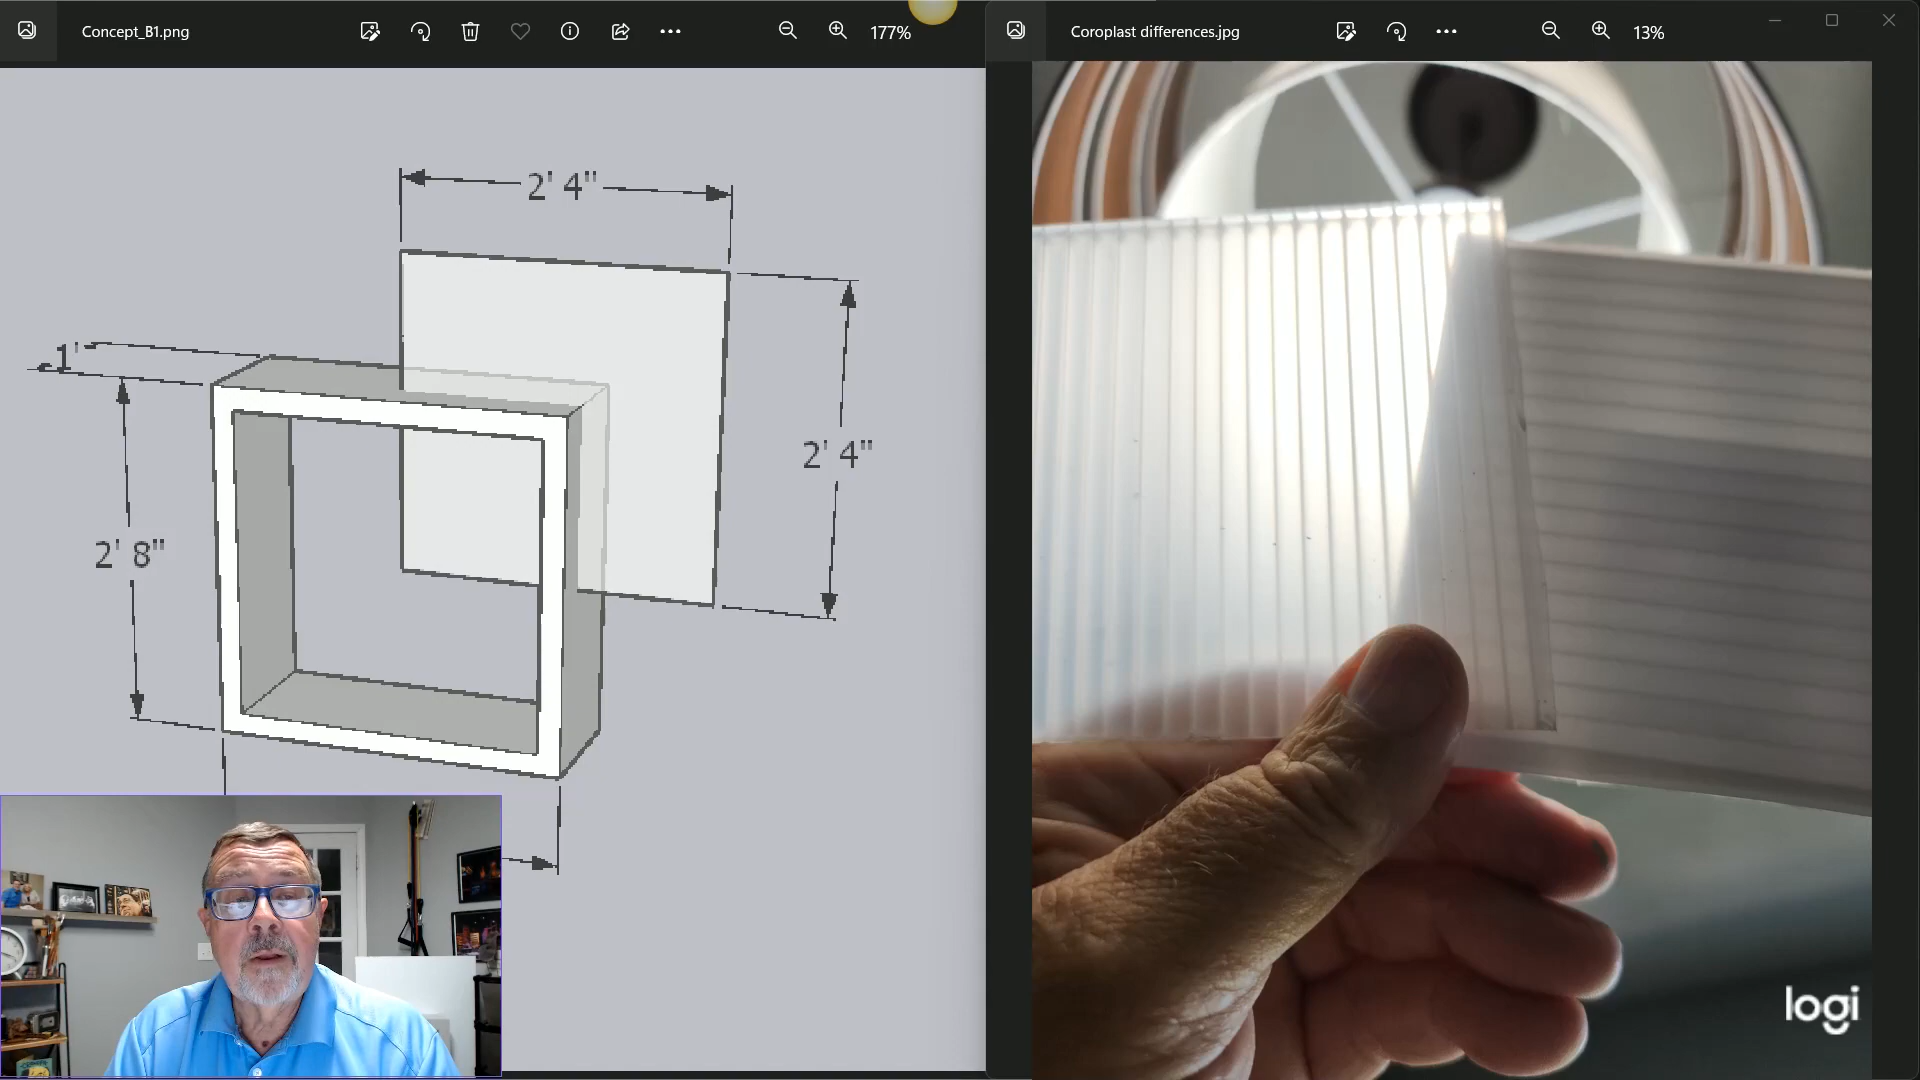 Concept_B1.png
177%
Coroplast differences.jpg
13%
2' 4"
1'
2' 4"
2' 8"
logi